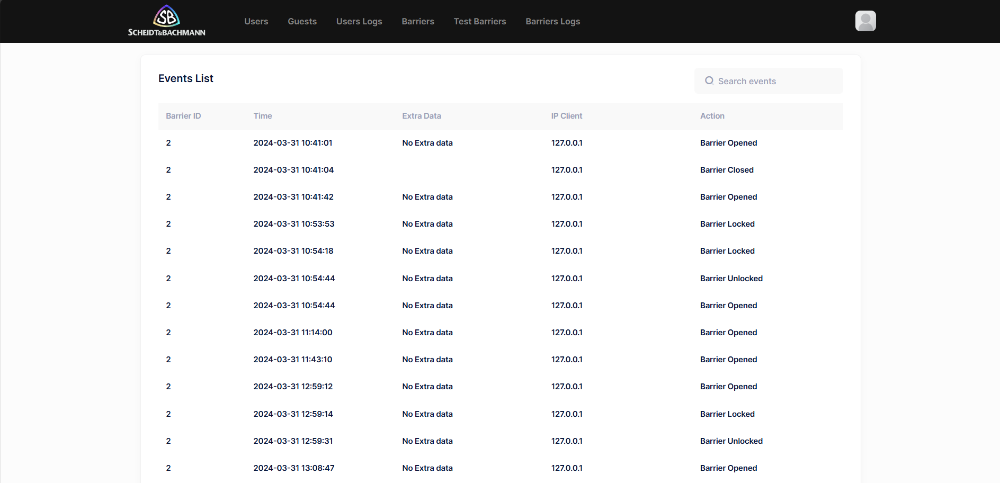 SB
SCHEIDT&BACHMANN
Users Guests Users Logs Barriers Test Barriers Barriers Logs
Events List
Search events
Barrier ID Time Extra Data IP Client Action
2 2024-03-31 10:41:01 No Extra data 127.0.0.1 Barrier Opened
2 2024-03-31 10:41:04 127.0.0.1 Barrier Closed
2 2024-03-31 10:41:42 No Extra data 127.0.0.1 Barrier Opened
2 2024-03-31 10:53:53 No Extra data 127.0.0.1 Barrier Locked
2 2024-03-31 10:54:18 No Extra data 127.0.0.1 Barrier Locked
2 2024-03-31 10:54:44 No Extra data 127.0.0.1 Barrier Unlocked
2 2024-03-31 10:54:44 No Extra data 127.0.0.1 Barrier Opened
2 2024-03-31 11:14:00 No Extra data 127.0.0.1 Barrier Opened
2 2024-03-31 11:43:10 No Extra data 127.0.0.1 Barrier Opened
2 2024-03-31 12:59:12 No Extra data 127.0.0.1 Barrier Opened
2 2024-03-31 12:59:14 No Extra data 127.0.0.1 Barrier Locked
2 2024-03-31 12:59:31 No Extra data 127.0.0.1 Barrier Unlocked
2 2024-03-31 13:08:47 No Extra data 127.0.0.1 Barrier Opened